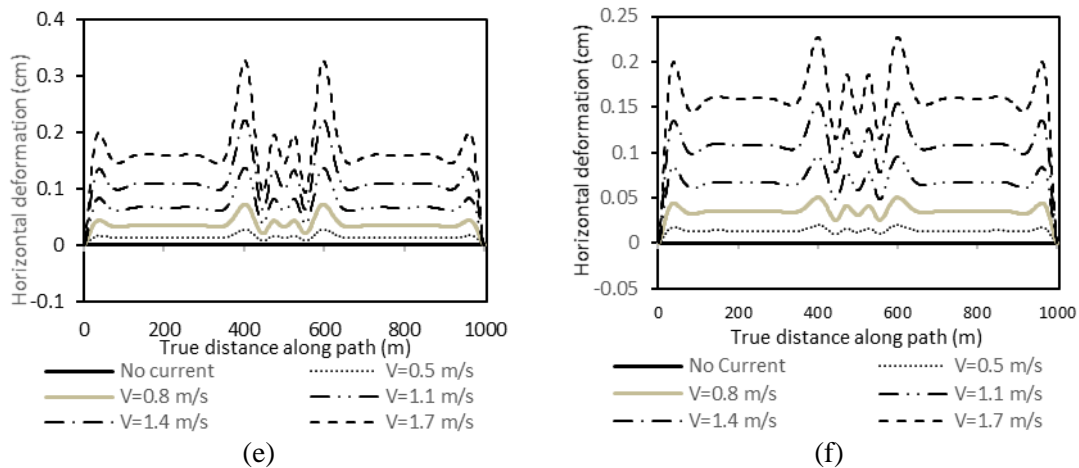 Horizontal deformation (cm)
0.4
0.3
0.2
0.1
0
-0.1
0 200 400 600 800 1000
True distance along path (m)
No current V=0.5 m/s
V=0.8 m/s V=1.1 m/s
V=1.4 m/s V=1.7 m/s
(e)
Horizontal deformation (cm)
0.25
0.2
0.15
0.1
0.05
0
-0.05
0 200 400 600 800 1000
True distance along path (m)
No current V=0.5 m/s
V=0.8 m/s V=1.1 m/s
V=1.4 m/s V=1.7 m/s
(f)